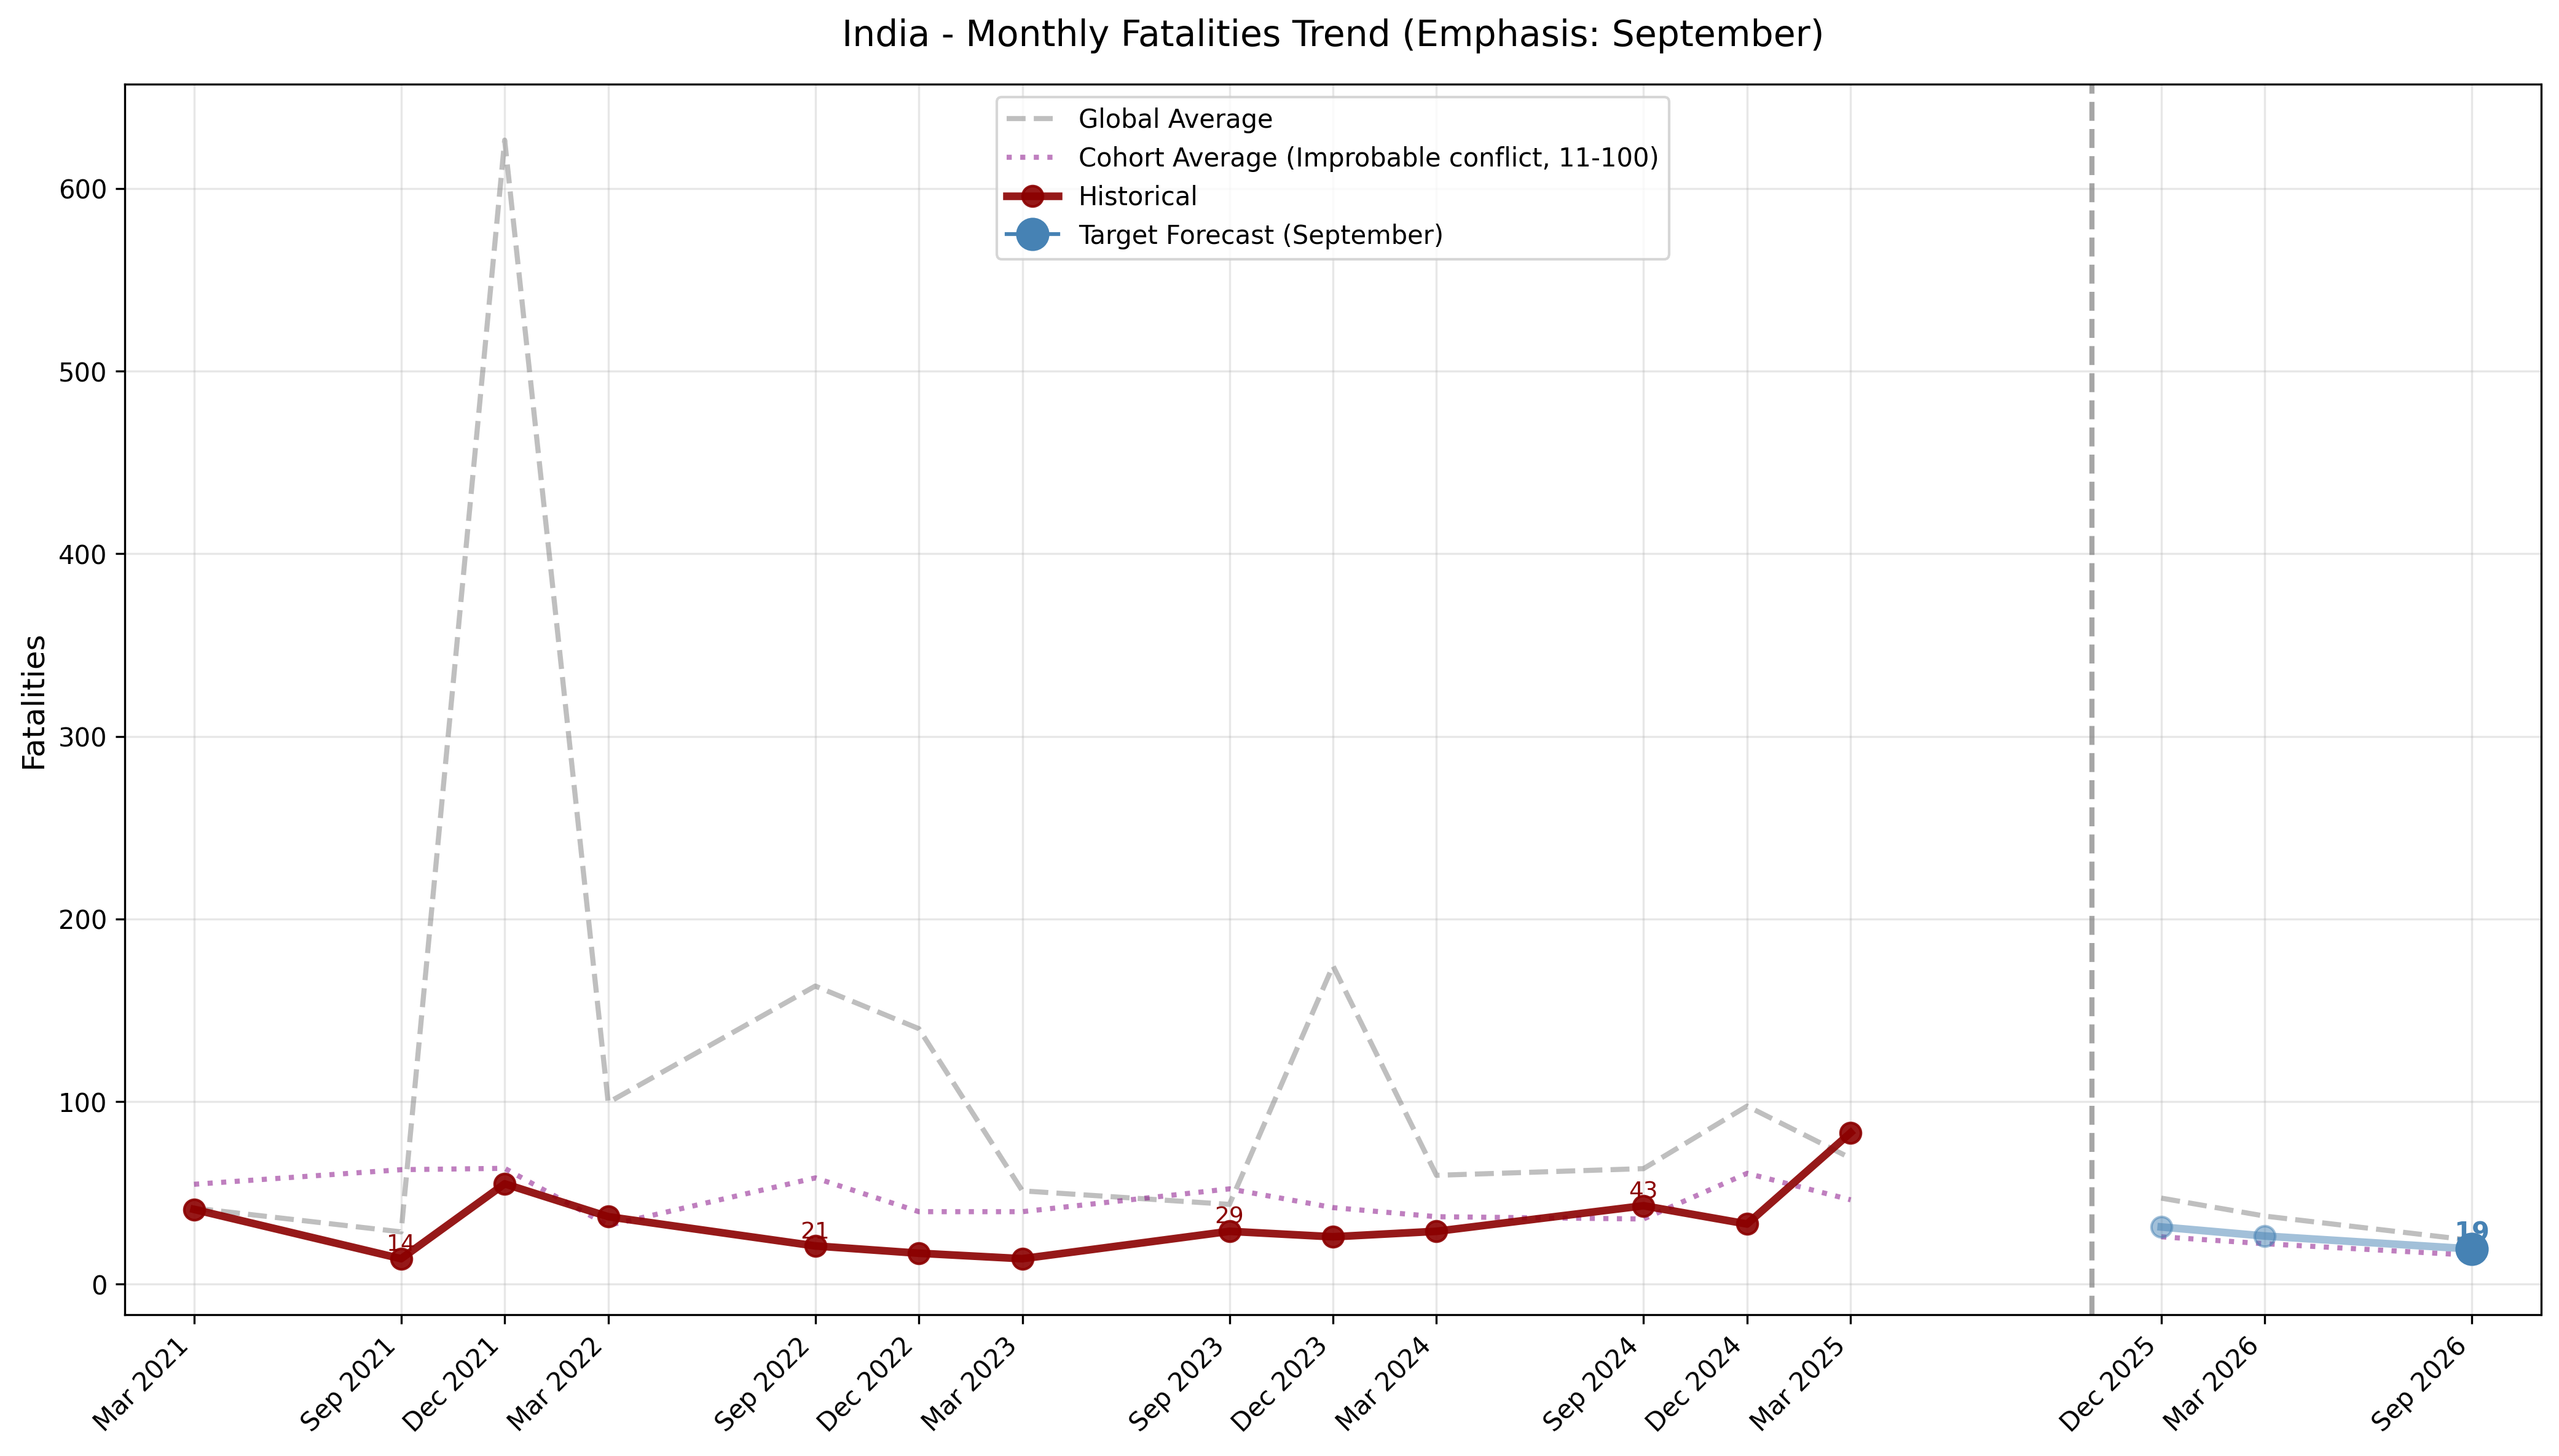 India - Monthly Fatalities Trend (Emphasis: September)
Global Average
Cohort Average (Improbable conflict, 11-100)
Historical
Target Forecast (September)
Fatalities
600
500
400
300
200
100
0
14
21
29
43
19
Mar 2021
Sep 2021
Dec 2021
Mar 2022
Sep 2022
Dec 2022
Mar 2023
Sep 2023
Dec 2023
Mar 2024
Sep 2024
Dec 2024
Mar 2025
Dec 2025
Mar 2026
Sep 2026